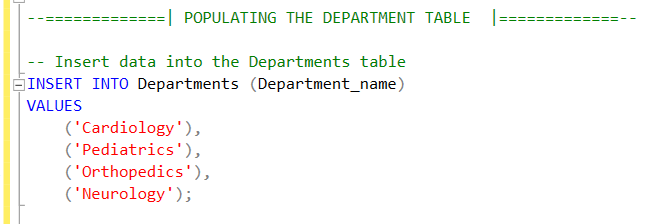 --=============| POPULATING THE DEPARTMENT TABLE  |=============--
-- Insert data into the Departments table
INSERT INTO Departments (Department_name)
VALUES
    ('Cardiology'),
    ('Pediatrics'),
    ('Orthopedics'),
    ('Neurology');